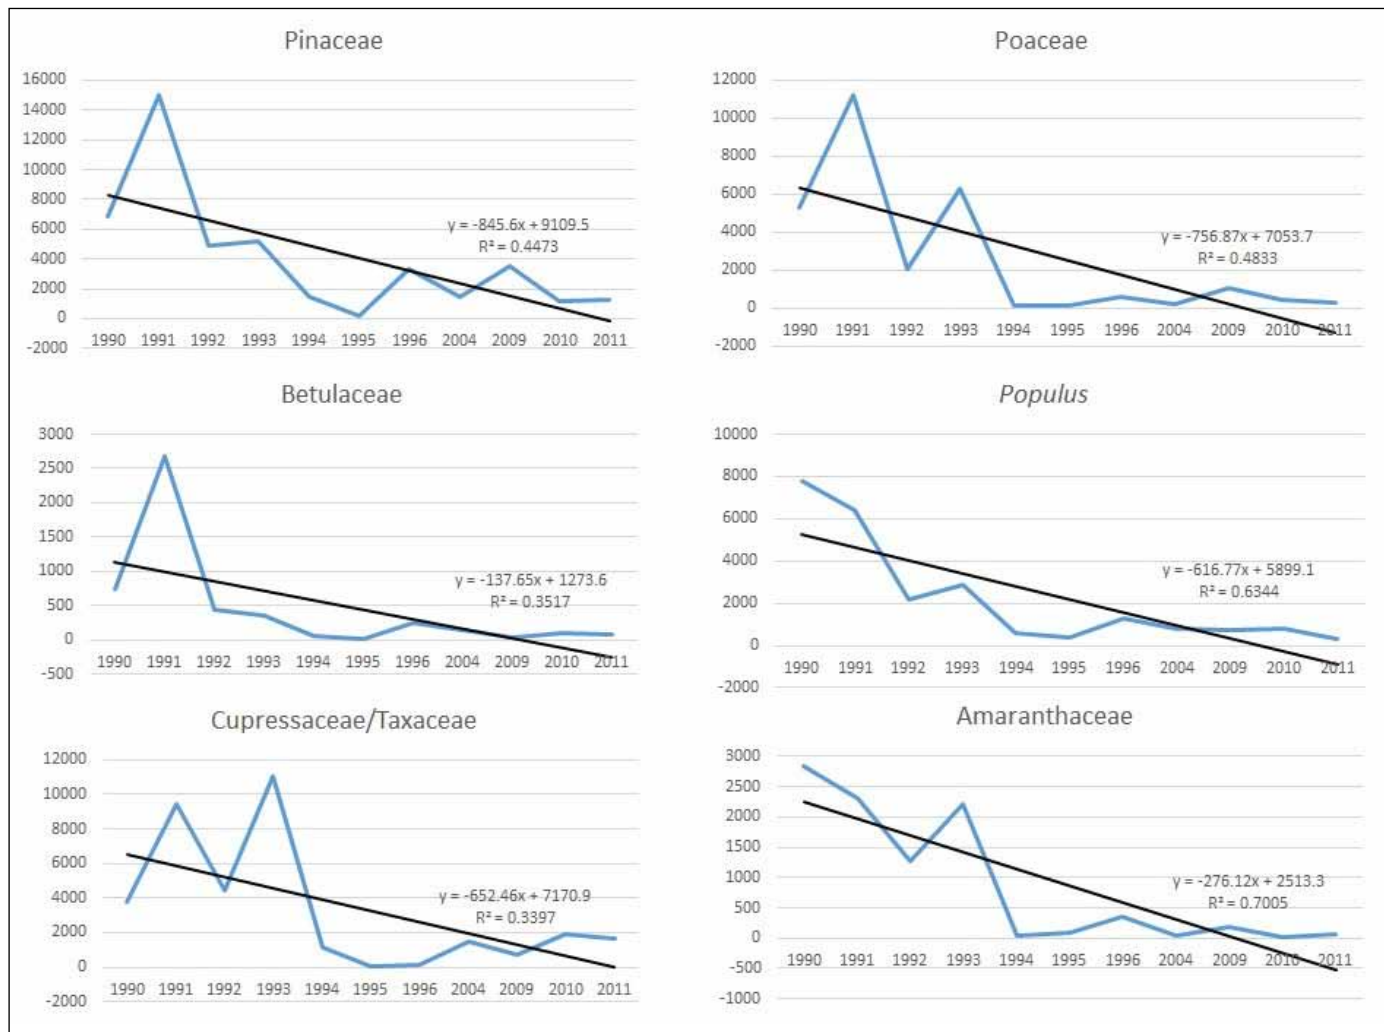 Pinaceae
16000
14000
12000
10000
8000
6000
4000
2000
0
-2000
y = -845.6x + 9109.5
R² = 0.4473
1990 1991 1992 1993 1994 1995 1996 2004 2009 2010 2011
Poaceae
12000
10000
8000
6000
4000
2000
0
-2000
y = -756.87x + 7053.7
R² = 0.4833
1990 1991 1992 1993 1994 1995 1996 2004 2009 2010 2011
Betulaceae
3000
2500
2000
1500
1000
500
0
-500
y = -137.65x + 1273.6
R² = 0.3517
1990 1991 1992 1993 1994 1995 1996 2004 2009 2010 2011
Populus
10000
8000
6000
4000
2000
0
-2000
y = -616.77x + 5899.1
R² = 0.6344
1990 1991 1992 1993 1994 1995 1996 2004 2009 2010 2011
Cupressaceae/Taxaceae
12000
10000
8000
6000
4000
2000
0
-2000
y = -652.46x + 7170.9
R² = 0.3397
1990 1991 1992 1993 1994 1995 1996 2004 2009 2010 2011
Amaranthaceae
3000
2500
2000
1500
1000
500
0
-500
-1000
y = -276.12x + 2513.3
R² = 0.7005
1990 1991 1992 1993 1994 1995 1996 2004 2009 2010 2011